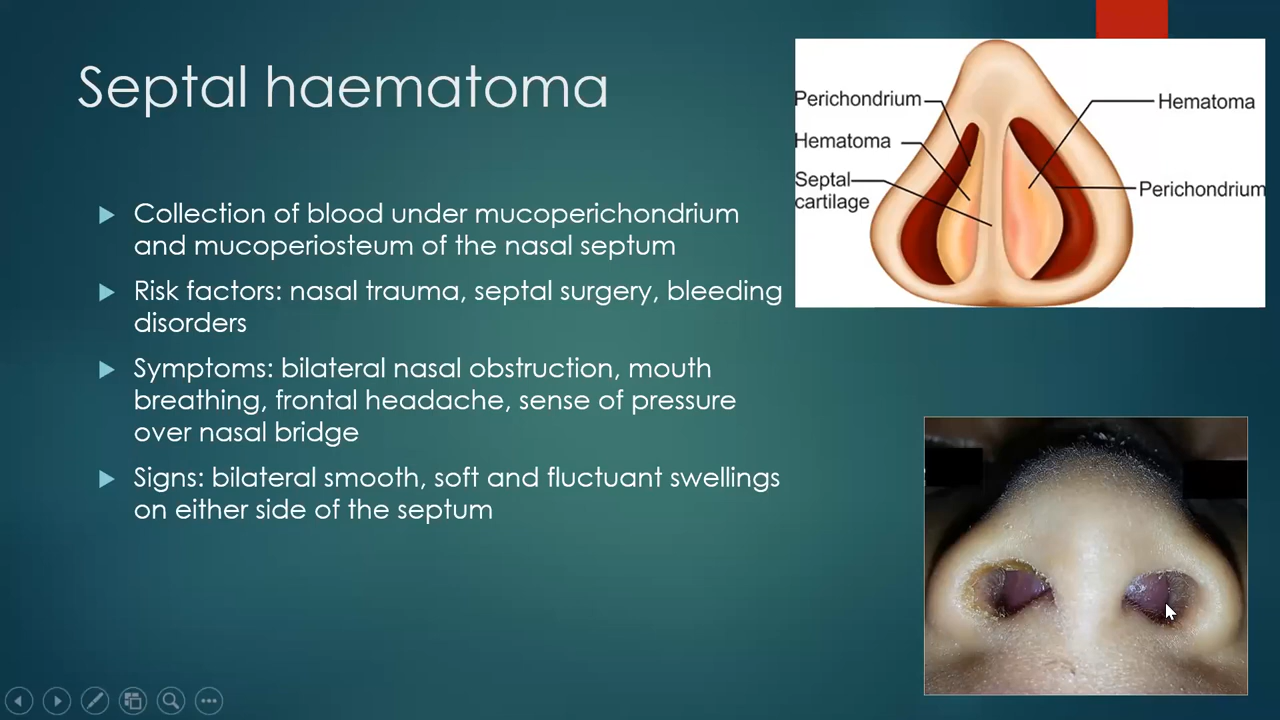 Septal haematoma
Collection of blood under mucoperichondrium
and mucoperiosteum of the nasal septum
Risk factors: nasal trauma, septal surgery, bleeding
disorders
Symptoms: bilateral nasal obstruction, mouth
breathing, frontal headache, sense of pressure
over nasal bridge
Signs: bilateral smooth, soft and fluctuant swellings
on either side of the septum
Perichondrium
Hematoma
Septal
cartilage
Hematoma
Perichondrium